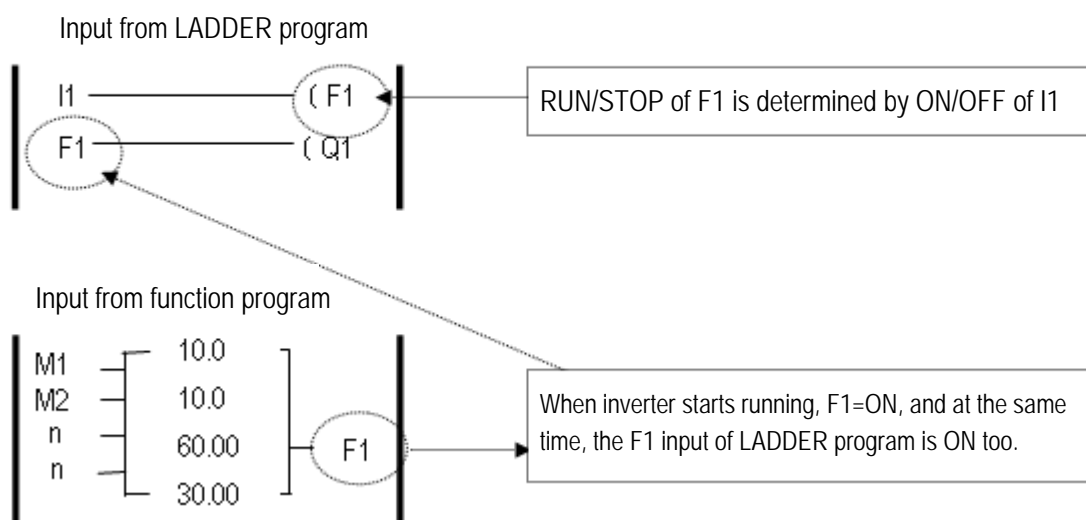 Input from LADDER program
I1 ( F1
RUN/STOP of F1 is determined by ON/OFF of I1
F1 ( Q1
Input from function program
M1 10.0
M2 10.0
n 60.00
n 30.00
F1
When inverter starts running, F1=ON, and at the same
time, the F1 input of LADDER program is ON too.